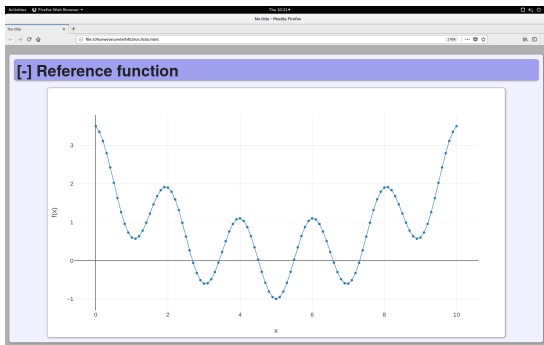 Activities Firefox Web Browser
Thu 10:21
No title - Mozilla Firefox
No title × +
170%
[-] Reference function
f(x)
3
2
1
0
−1
0 2 4 6 8 10
x